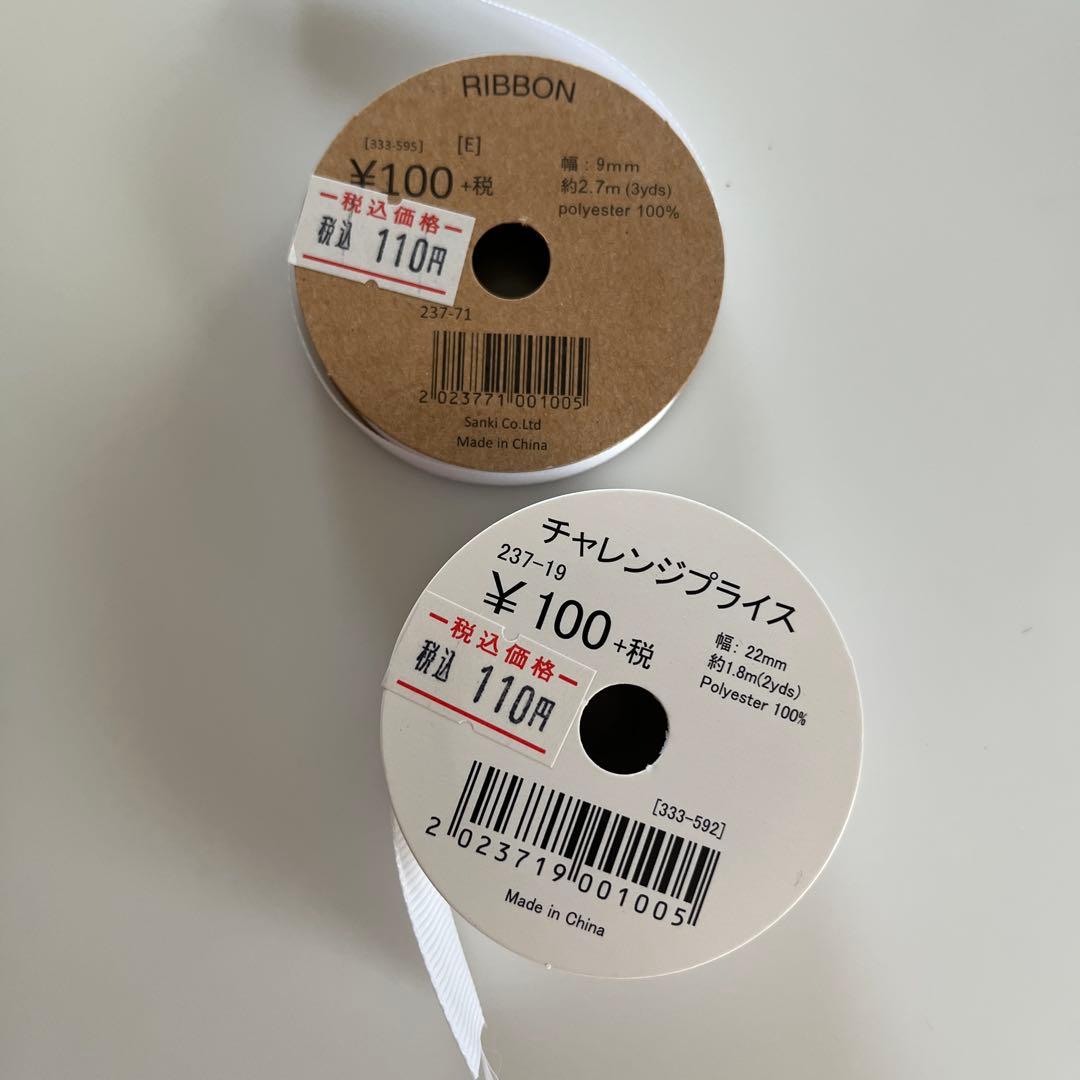 RIBBON
[333-595] [E]
¥100 +税
幅：9mm
約2.7m (3yds)
polyester 100%
税込価格
税込 110円
237-71
2 023771 001005
Sanki Co.Ltd
Made in China
チャレンジプライス
237-19
¥100 +税
幅: 22mm
約1.8m(2yds)
Polyester 100%
税込価格
税込 110円
[333-592]
2 023719 001005
Made in China